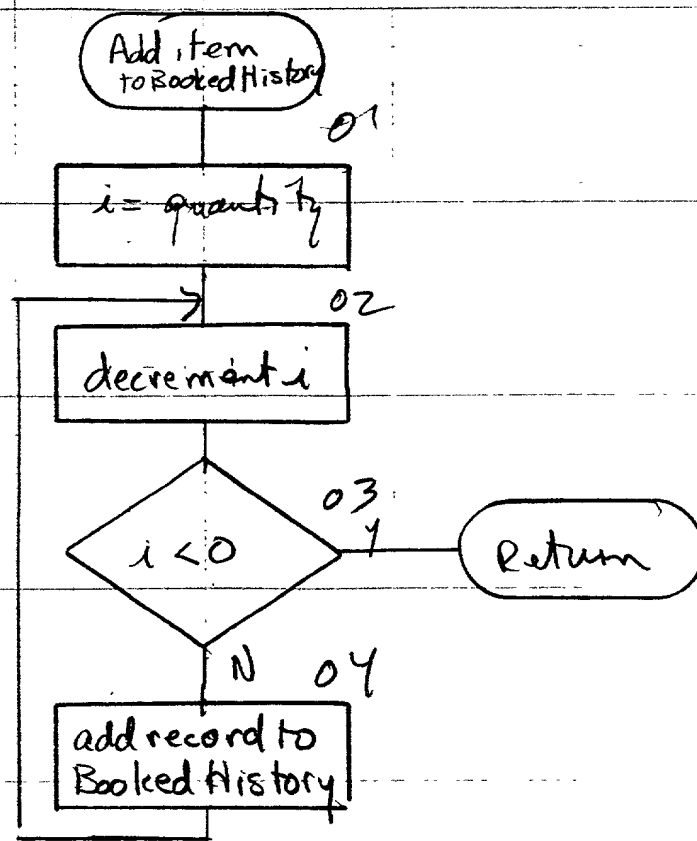 Add item
to Booked History
01
i = quantity
02
decrement i
03
i < 0
Y
Return
N
04
add record to
Booked History